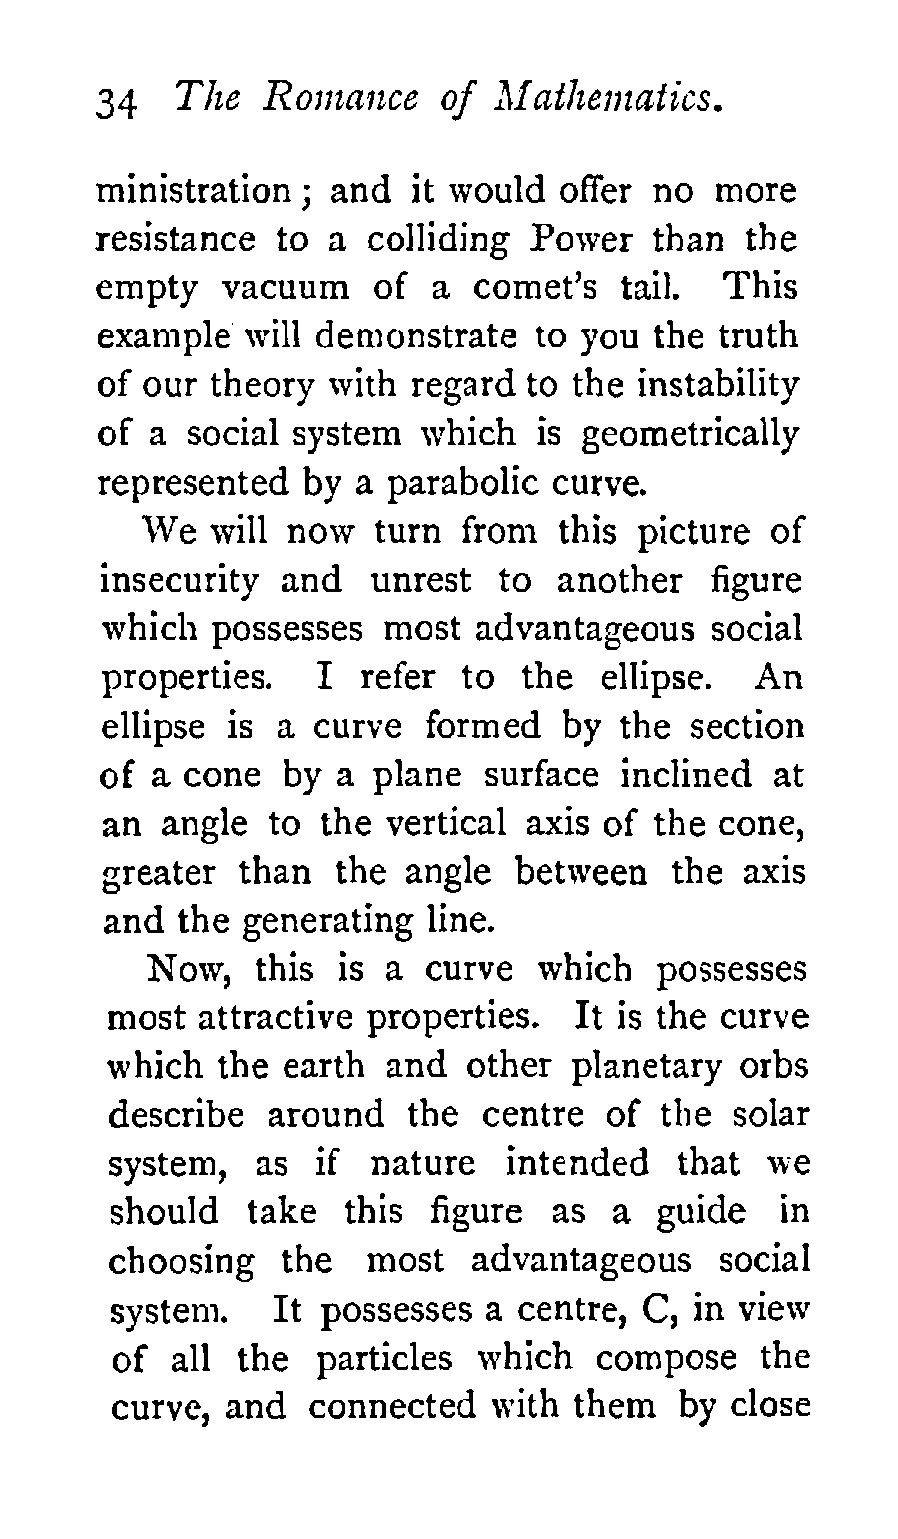 34 The Romance of Mathematics.
ministration ; and it would offer no more
resistance to a colliding Power than the
empty vacuum of a comet's tail. This
example will demonstrate to you the truth
of our theory with regard to the instability
of a social system which is geometrically
represented by a parabolic curve.
We will now turn from this picture of
insecurity and unrest to another figure
which possesses most advantageous social
properties. I refer to the ellipse. An
ellipse is a curve formed by the section
of a cone by a plane surface inclined at
an angle to the vertical axis of the cone,
greater than the angle between the axis
and the generating line.
Now, this is a curve which possesses
most attractive properties. It is the curve
which the earth and other planetary orbs
describe around the centre of the solar
system, as if nature intended that we
should take this figure as a guide in
choosing the most advantageous social
system. It possesses a centre, C, in view
of all the particles which compose the
curve, and connected with them by close